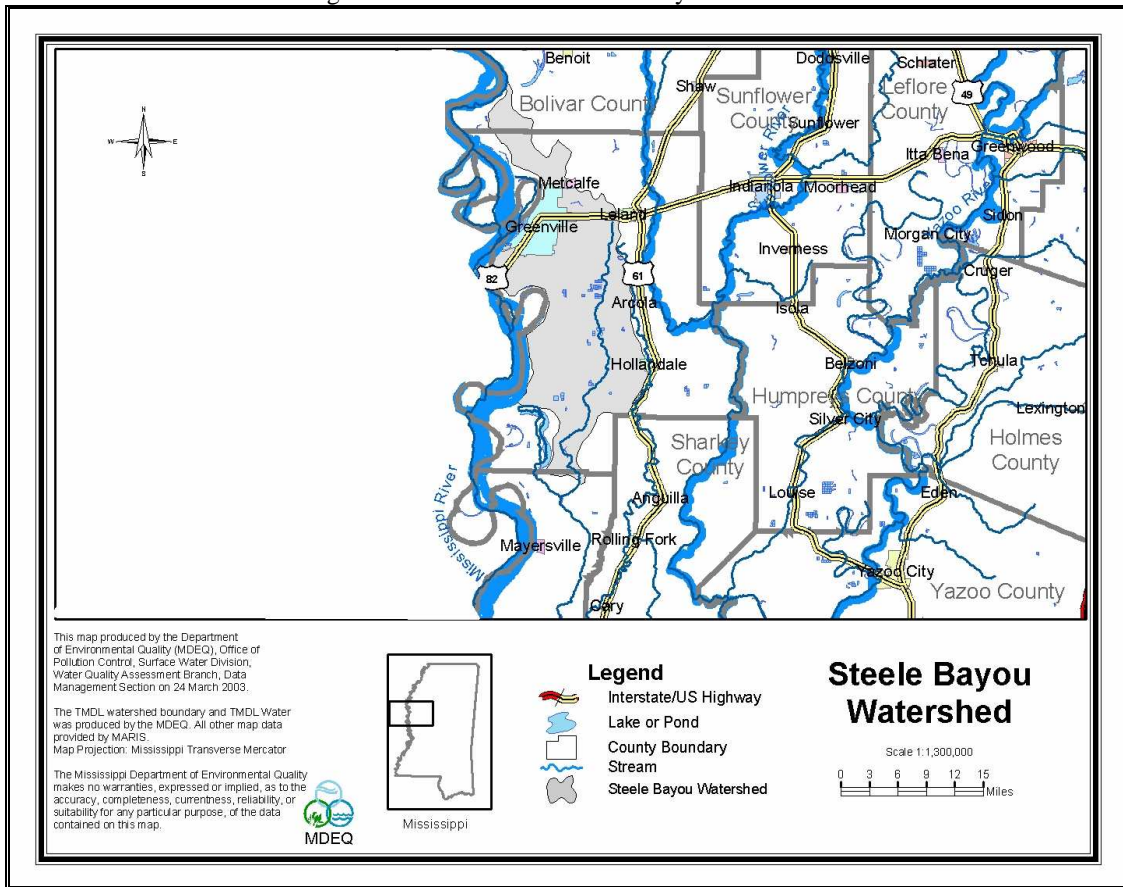 Benoit
Doddsville
Schlater
Shaw
Bolivar County
Sunflower
County
Leflore
County
49
Sunflower
Sunflower River
Itta Bena
Greenwood
Metcalfe
Indianola
Moorhead
Yazoo River
Leland
Sidon
Greenville
Morgan City
Inverness
Cruger
82
61
Arcola
Isola
Hollandale
Belzoni
Tchula
Humpreys County
Lexington
Silver City
Sharkey
County
Holmes
County
Mississippi River
Anguilla
Louise
Eden
Mayersville
Rolling Fork
Yazoo City
Yazoo County
Cary
N
W
E
S
This map produced by the Department
of Environmental Quality (MDEQ), Office of
Pollution Control, Surface Water Division,
Water Quality Assessment Branch, Data
Management Section on 24 March 2003.
The TMDL watershed boundary and TMDL Water
was produced by the MDEQ. All other map data
provided by MARIS.
Map Projection: Mississippi Transverse Mercator
The Mississippi Department of Environmental Quality
makes no warranties, expressed or implied, as to the
accuracy, completeness, currentness, reliability, or
suitability for any particular purpose, of the data
contained on this map.
MDEQ
Mississippi
Legend
Interstate/US Highway
Lake or Pond
County Boundary
Stream
Steele Bayou Watershed
Steele Bayou
Watershed
Scale 1:1,300,000
0 3 6 9 12 15
Miles